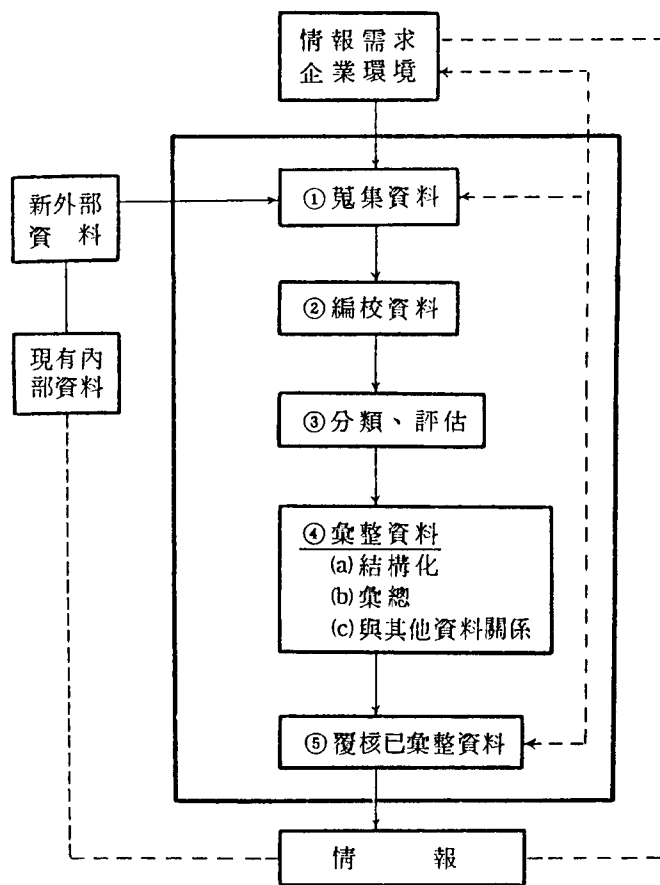 情報需求
企業環境
①蒐集資料
新外部
資料
②編校資料
現有內
部資料
③分類、評估
④彙整資料
(a)結構化
(b)彙總
(c)與其他資料關係
⑤覆核已彙整資料
情報